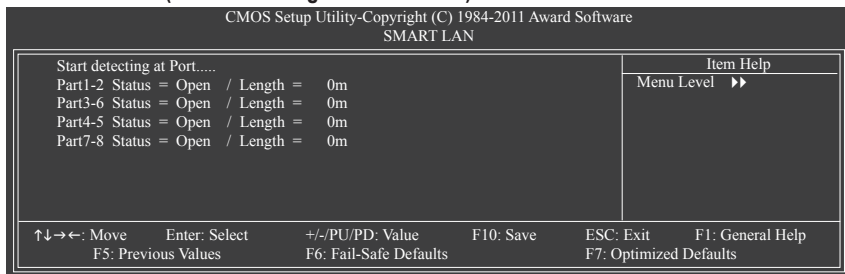 CMOS Setup Utility-Copyright (C) 1984-2011 Award Software
SMART LAN
Start detecting at Port.....
Part1-2 Status = Open / Length = 0m
Part3-6 Status = Open / Length = 0m
Part4-5 Status = Open / Length = 0m
Part7-8 Status = Open / Length = 0m
Item Help
Menu Level ▶▶
↑↓→←: Move Enter: Select +/-/PU/PD: Value F10: Save ESC: Exit F1: General Help
F5: Previous Values F6: Fail-Safe Defaults F7: Optimized Defaults